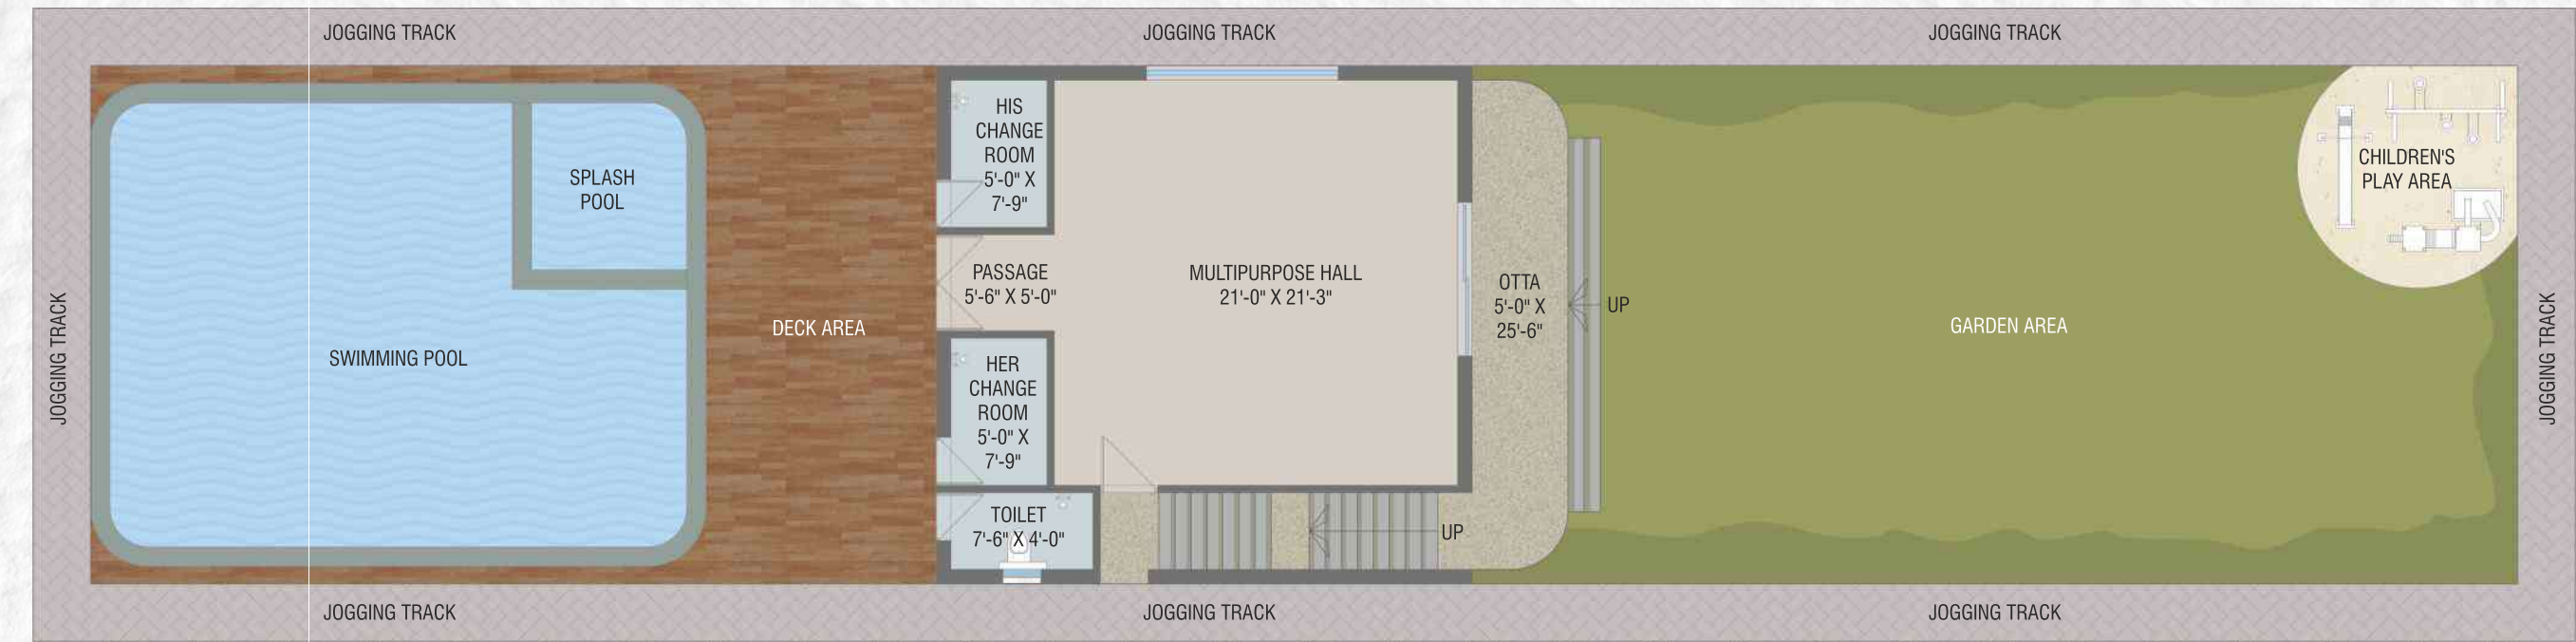 JOGGING TRACK
JOGGING TRACK
JOGGING TRACK
JOGGING TRACK
SWIMMING POOL
SPLASH
POOL
DECK AREA
HIS
CHANGE
ROOM
5'-0" X
7'-9"
PASSAGE
5'-6" X 5'-0"
HER
CHANGE
ROOM
5'-0" X
7'-9"
TOILET
7'-6" X 4'-0"
MULTIPURPOSE HALL
21'-0" X 21'-3"
UP
OTTA
5'-0" X
25'-6"
UP
GARDEN AREA
CHILDREN'S
PLAY AREA
JOGGING TRACK
JOGGING TRACK
JOGGING TRACK
JOGGING TRACK